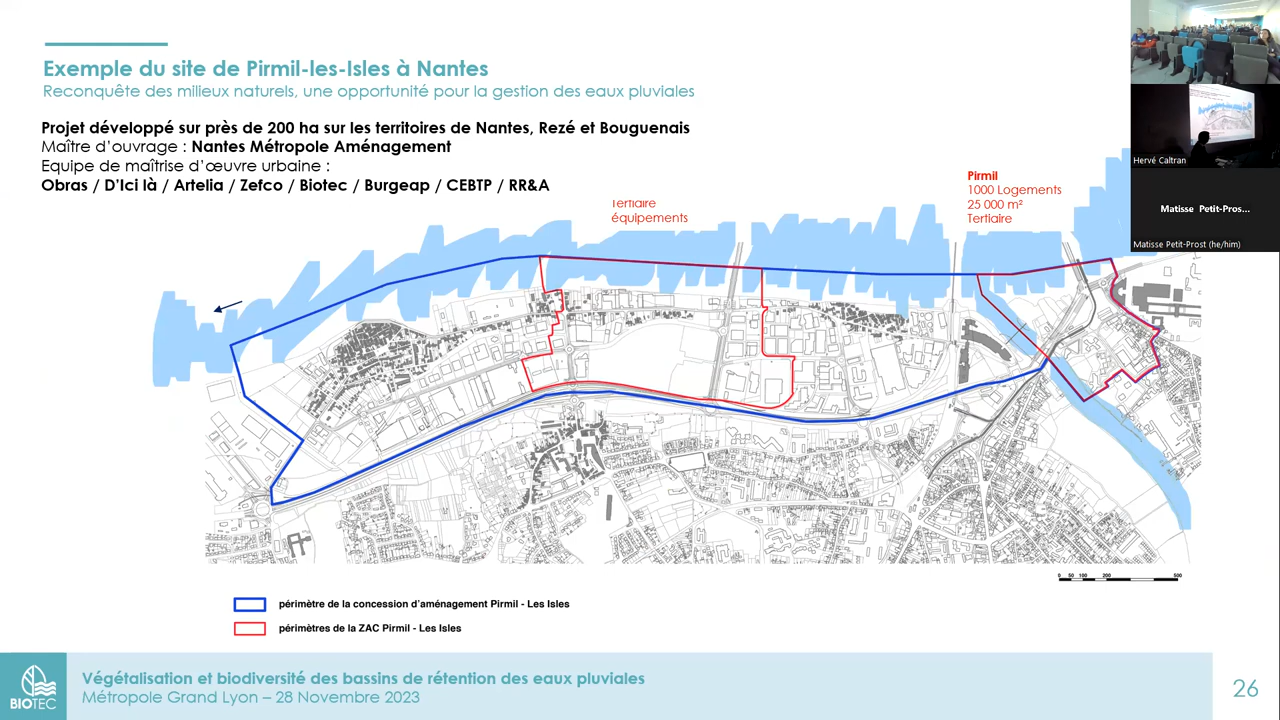 Exemple du site de Pirmil-les-Isles à Nantes
Reconquête des milieux naturels, une opportunité pour la gestion des eaux pluviales
Projet développé sur près de 200 ha sur les territoires de Nantes, Rezé et Bouguenais
Maître d'ouvrage : Nantes Métropole Aménagement
Equipe de maîtrise d'œuvre urbaine :
Obras / D'Ici là / Artelia / Zefco / Biotec / Burgeap / CEBTP / RR&A
Tertiaire
équipements
Pirmil
1000 Logements
25 000 m²
Tertiaire
Hervé Caltran
Matisse Petit-Pros...
Matisse Petit-Prost (he/him)
0 50 100 200 500
périmètre de la concession d'aménagement Pirmil - Les Isles
périmètres de la ZAC Pirmil - Les Isles
BIOTEC
Végétalisation et biodiversité des bassins de rétention des eaux pluviales
Métropole Grand Lyon – 28 Novembre 2023
26